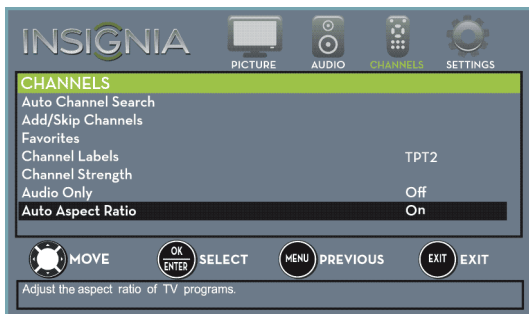 INSIGNIA
PICTURE AUDIO CHANNELS SETTINGS
CHANNELS
Auto Channel Search
Add/Skip Channels
Favorites
Channel Labels TPT2
Channel Strength
Audio Only Off
Auto Aspect Ratio On
MOVE OK ENTER SELECT MENU PREVIOUS EXIT EXIT
Adjust the aspect ratio of TV programs.